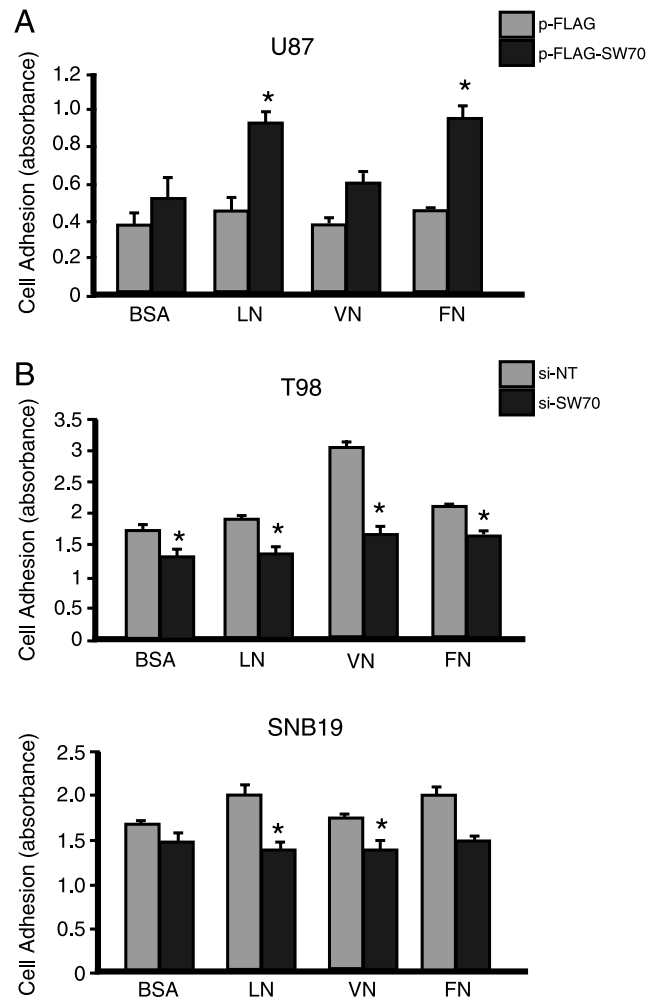 A
U87
p-FLAG
p-FLAG-SW70
Cell Adhesion (absorbance)
1.2
1.0
0.8
0.6
0.4
0.2
0
*
*
BSA LN VN FN
B
T98
si-NT
si-SW70
Cell Adhesion (absorbance)
3.5
3
2.5
2
1.5
1
0.5
0
*
*
*
*
BSA LN VN FN
SNB19
Cell Adhesion (absorbance)
2.5
2.0
1.5
1.0
0.5
0
*
*
BSA LN VN FN